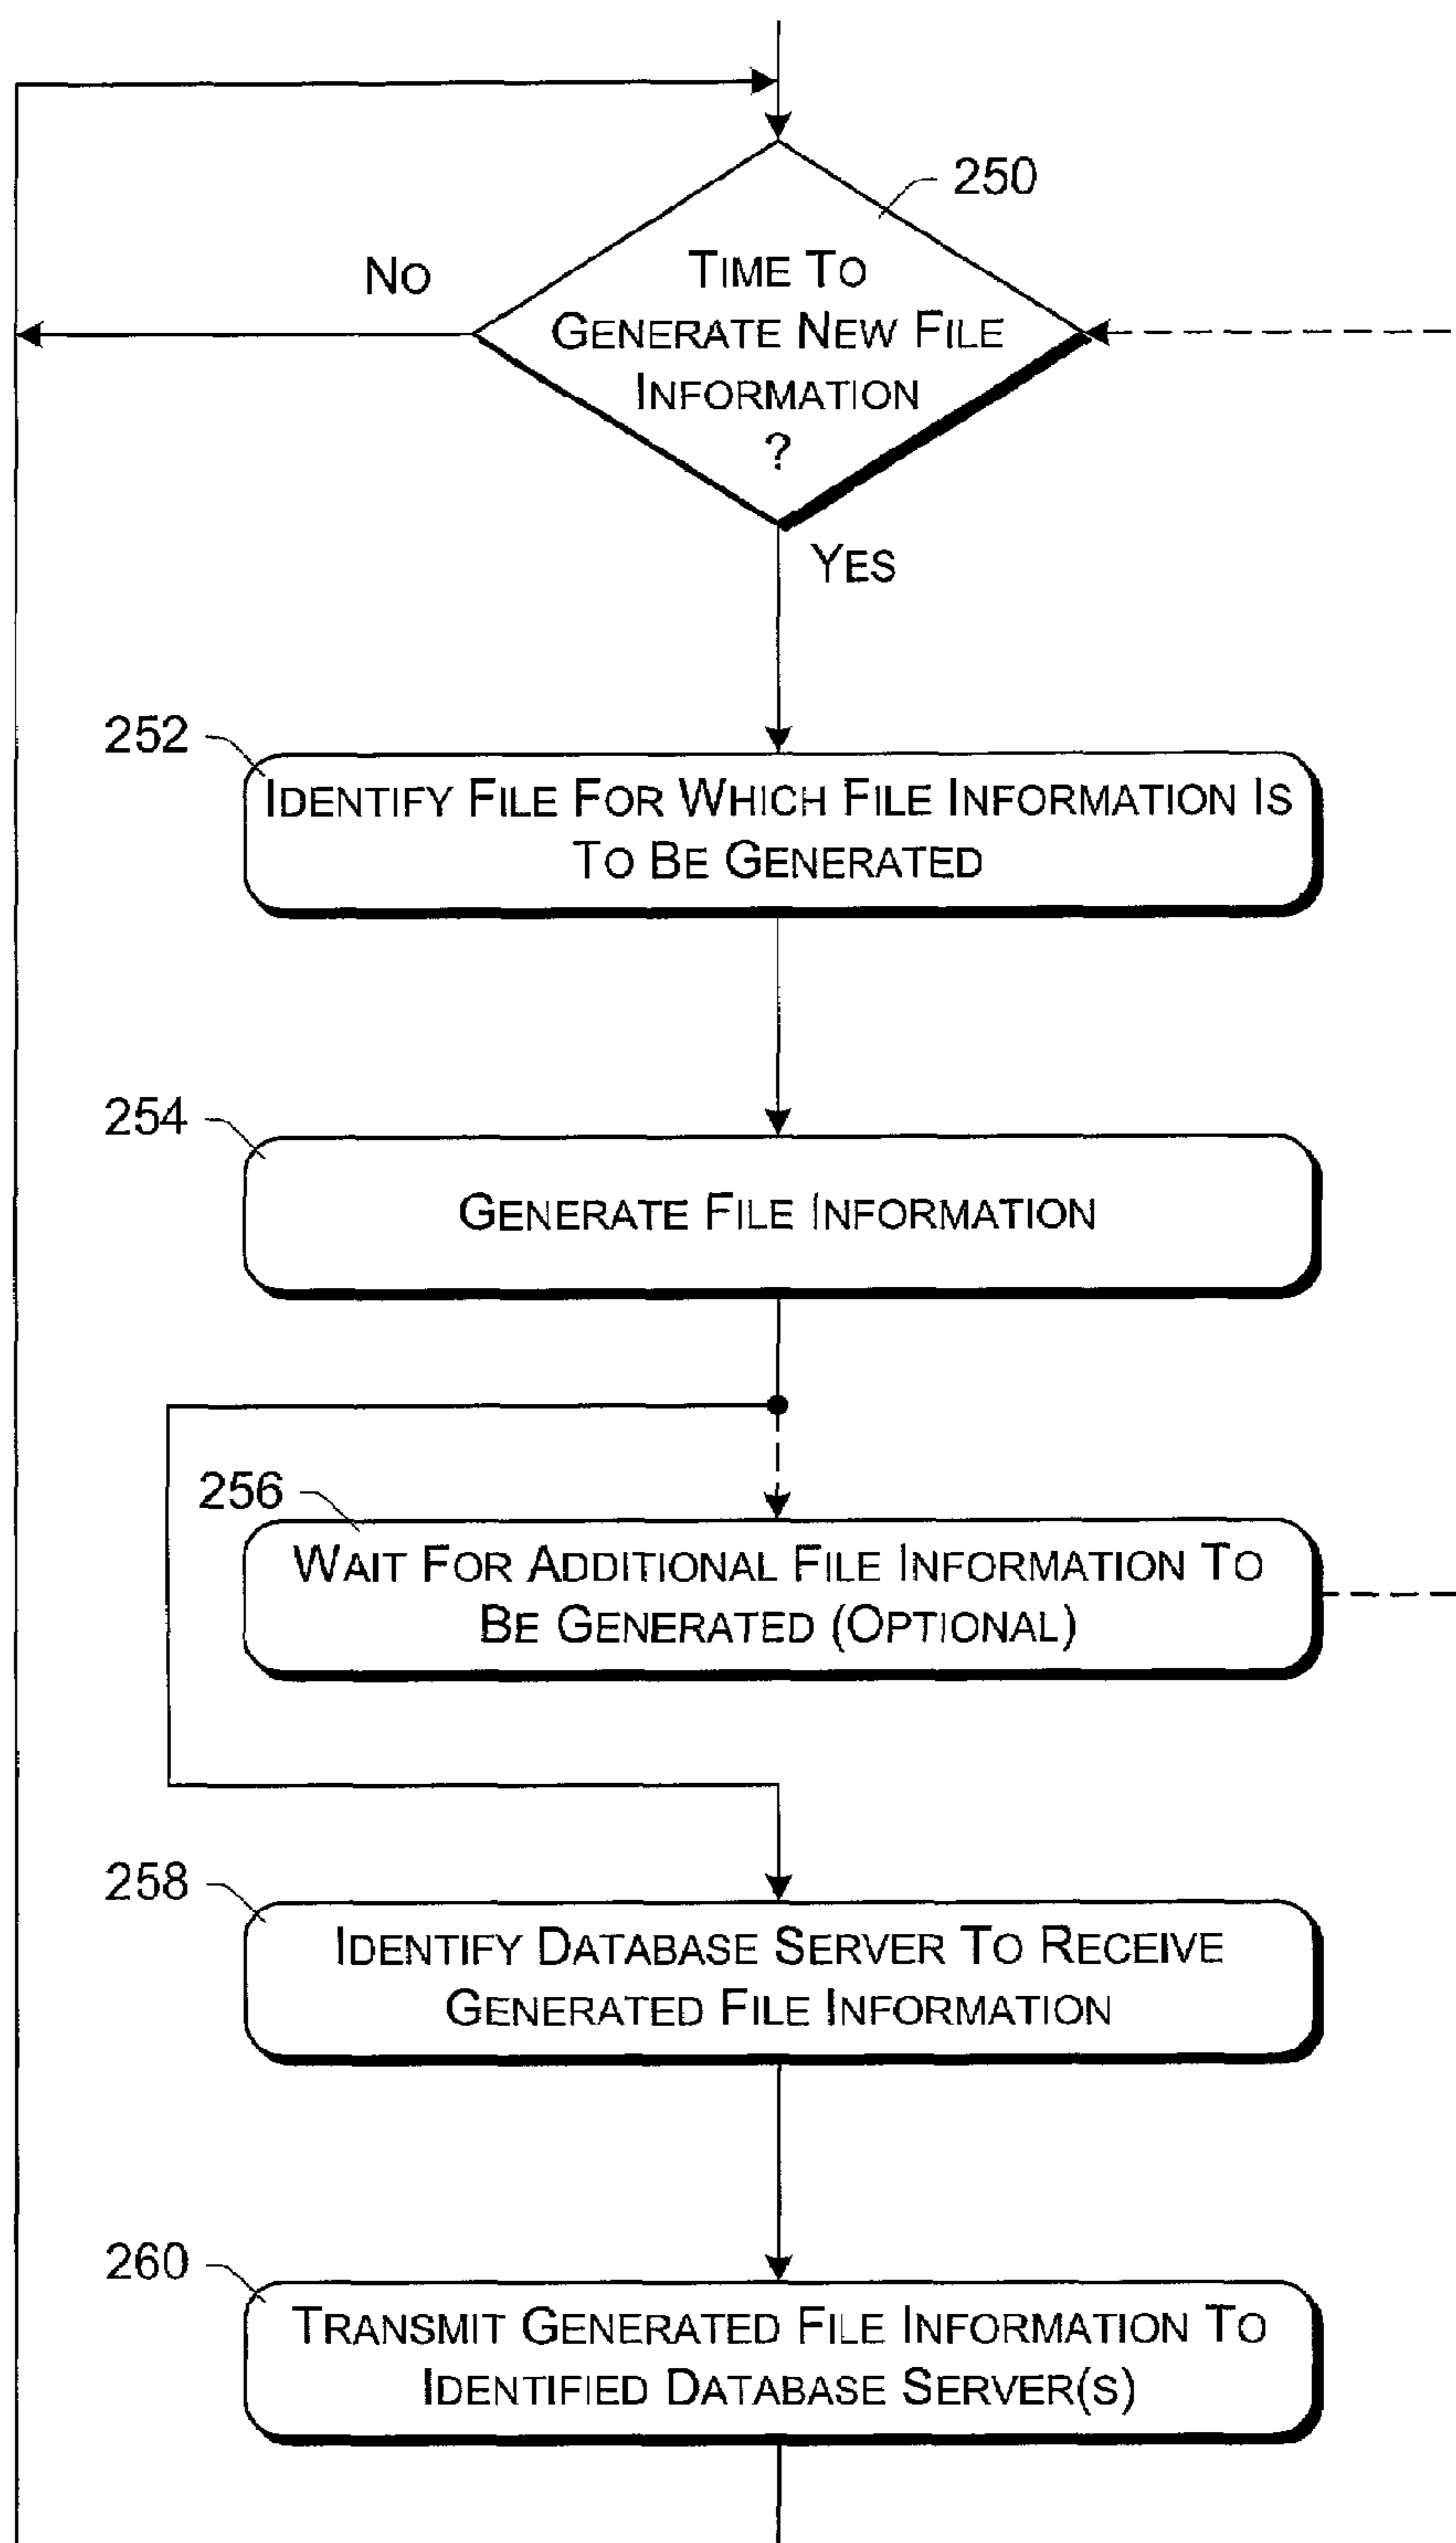 250
No
Time To
Generate New File
Information
?
Yes
252
Identify File For Which File Information Is
To Be Generated
254
Generate File Information
256
Wait For Additional File Information To
Be Generated (Optional)
258
Identify Database Server To Receive
Generated File Information
260
Transmit Generated File Information To
Identified Database Server(s)